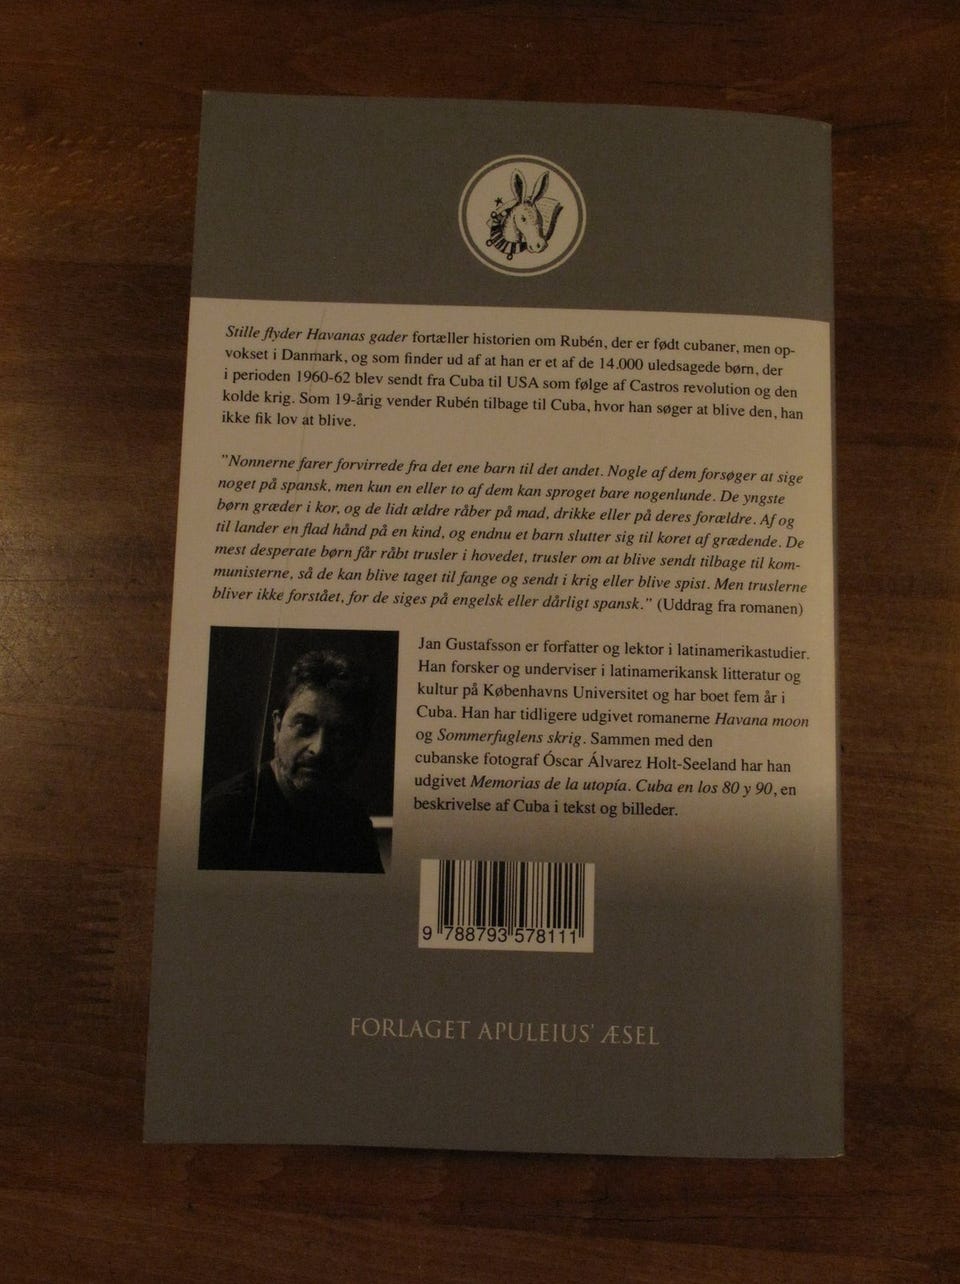 Stille flyder Havanas gader fortæller historien om Rubén, der er født cubaner, men op-
vokset i Danmark, og som finder ud af at han er et af de 14.000 uledsagede børn, der
i perioden 1960-62 blev sendt fra Cuba til USA som følge af Castros revolution og den
kolde krig. Som 19-årig vender Rubén tilbage til Cuba, hvor han søger at blive den, han
ikke fik lov at blive.
"Nonnerne farer forvirrede fra det ene barn til det andet. Nogle af dem forsøger at sige
noget på spansk, men kun en eller to af dem kan sproget bare nogenlunde. De yngste
børn græder i kor, og de lidt ældre råber på mad, drikke eller på deres forældre. Af og
til lander en flad hånd på en kind, og endnu et barn slutter sig til koret af grædende. De
mest desperate børn får råbt trusler i hovedet, trusler om at blive sendt tilbage til kom-
munisterne, så de kan blive taget til fange og sendt i krig eller blive spist. Men truslerne
bliver ikke forstået, for de siges på engelsk eller dårligt spansk." (Uddrag fra romanen)
Jan Gustafsson er forfatter og lektor i latinamerikastudier.
Han forsker og underviser i latinamerikansk litteratur og
kultur på Københavns Universitet og har boet fem år i
Cuba. Han har tidligere udgivet romanerne Havana moon
og Sommerfuglens skrig. Sammen med den
cubanske fotograf Óscar Álvarez Holt-Seeland har han
udgivet Memorias de la utopía. Cuba en los 80 y 90, en
beskrivelse af Cuba i tekst og billeder.
9 788793 578111
FORLAGET APULEIUS' ÆSEL